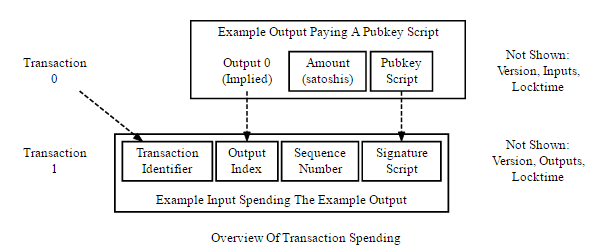 Example Output Paying A Pubkey Script
Transaction
0
Output 0
(Implied)
Amount
(satoshis)
Pubkey
Script
Not Shown:
Version, Inputs,
Locktime
Transaction
1
Transaction
Identifier
Output
Index
Sequence
Number
Signature
Script
Example Input Spending The Example Output
Not Shown:
Version, Outputs,
Locktime
Overview Of Transaction Spending